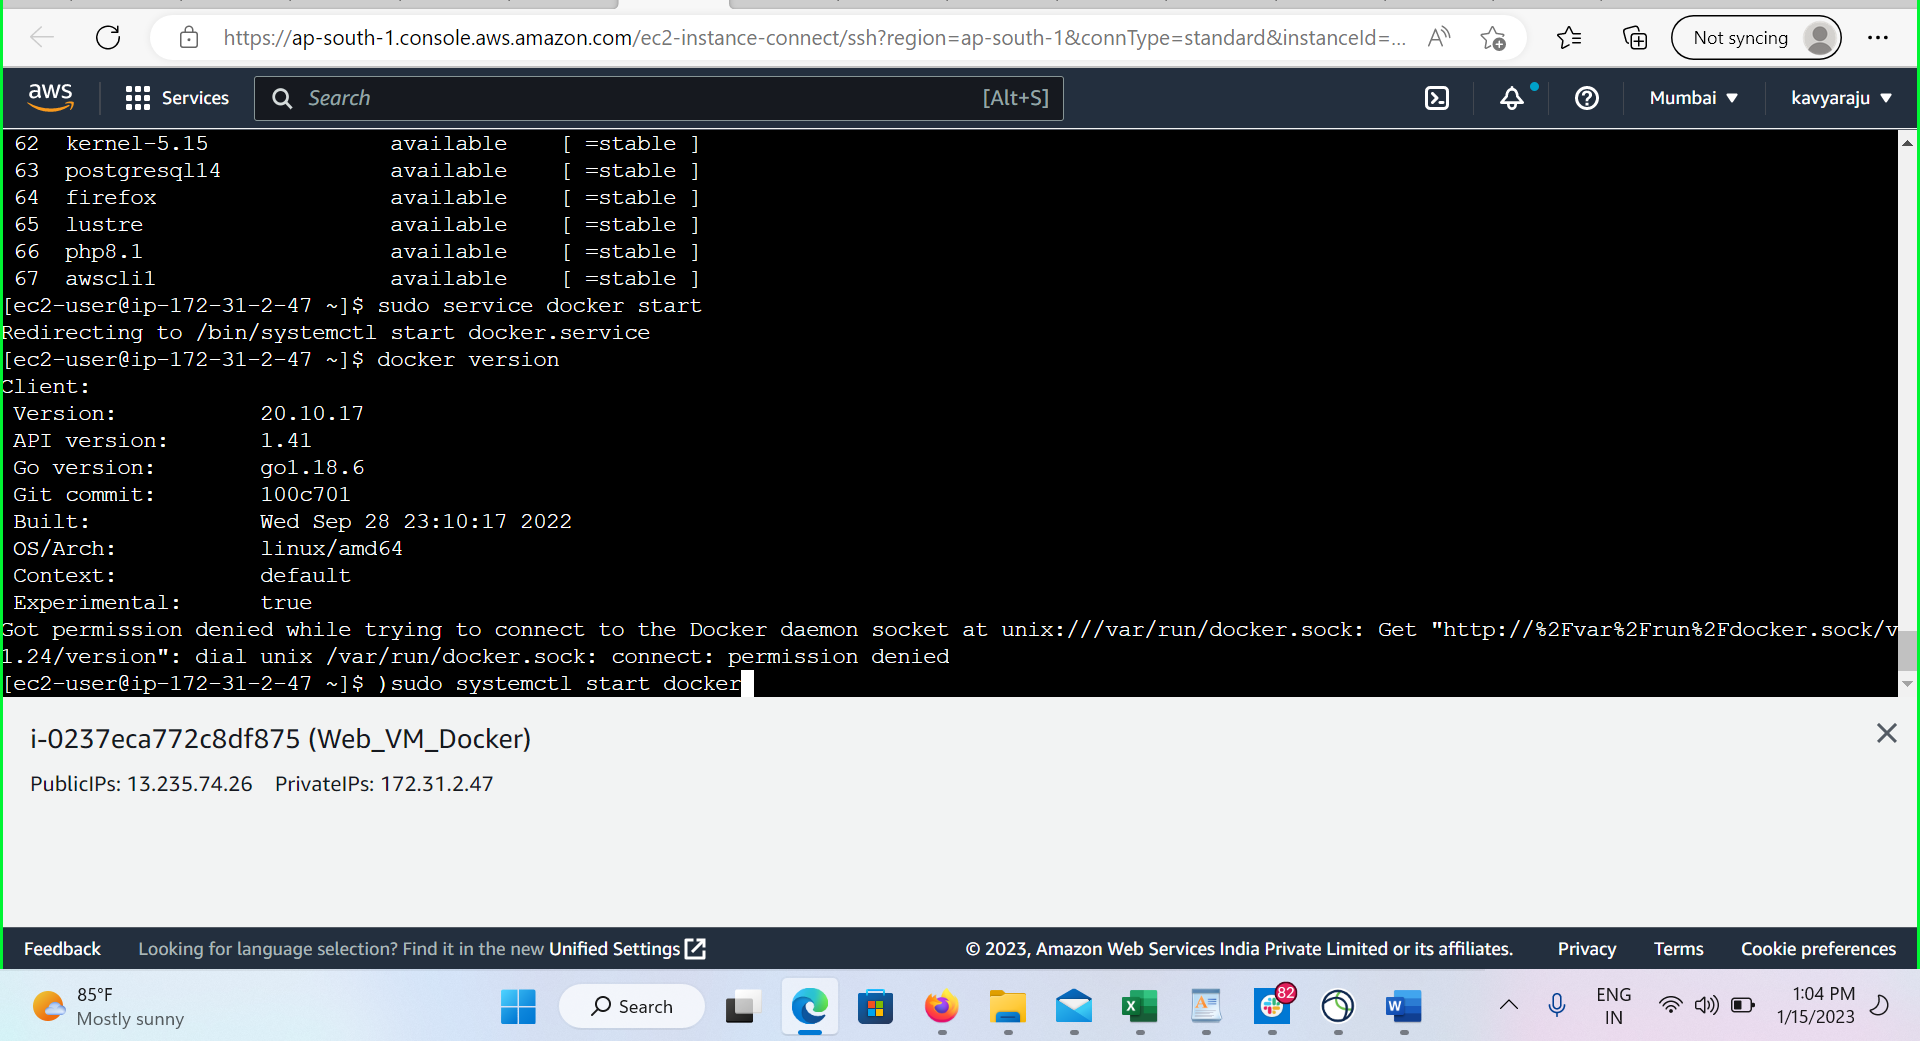 https://ap-south-1.console.aws.amazon.com/ec2-instance-connect/ssh?region=ap-south-1&connType=standard&instanceId=...
Not syncing
aws
Services
Search
[Alt+S]
Mumbai
kavyaraju
62 kernel-5.15 available [ =stable ]
63 postgresql14 available [ =stable ]
64 firefox available [ =stable ]
65 lustre available [ =stable ]
66 php8.1 available [ =stable ]
67 awscli1 available [ =stable ]
[ec2-user@ip-172-31-2-47 ~]$ sudo service docker start
Redirecting to /bin/systemctl start docker.service
[ec2-user@ip-172-31-2-47 ~]$ docker version
Client:
Version: 20.10.17
API version: 1.41
Go version: go1.18.6
Git commit: 100c701
Built: Wed Sep 28 23:10:17 2022
OS/Arch: linux/amd64
Context: default
Experimental: true
Got permission denied while trying to connect to the Docker daemon socket at unix:///var/run/docker.sock: Get "http://%2Fvar%2Frun%2Fdocker.sock/v
1.24/version": dial unix /var/run/docker.sock: connect: permission denied
[ec2-user@ip-172-31-2-47 ~]$ )sudo systemctl start docker
i-0237eca772c8df875 (Web_VM_Docker)
PublicIPs: 13.235.74.26 PrivateIPs: 172.31.2.47
Feedback
Looking for language selection? Find it in the new Unified Settings
© 2023, Amazon Web Services India Private Limited or its affiliates.
Privacy
Terms
Cookie preferences
85°F
Mostly sunny
Search
82
ENG
IN
1:04 PM
1/15/2023